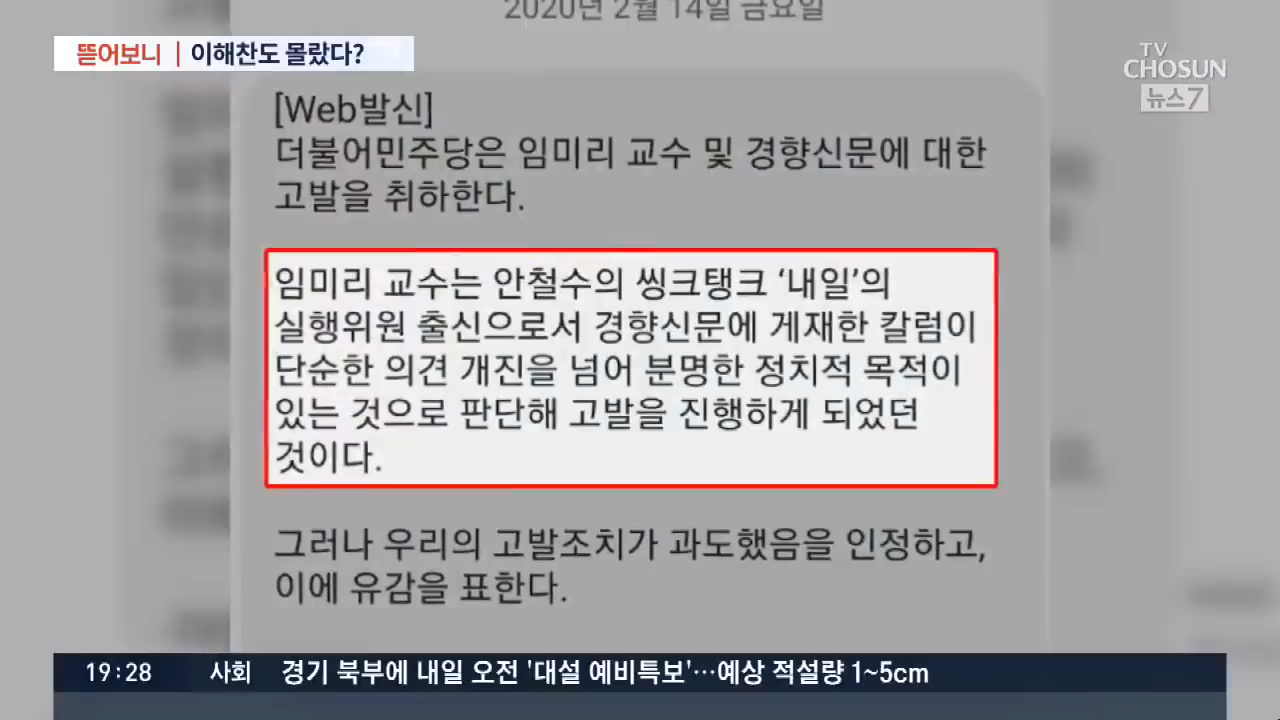 2020년 2월 14일 금요일
뜯어보니 | 이해찬도 몰랐다?
TV
CHOSUN
뉴스7
[Web발신]
더불어민주당은 임미리 교수 및 경향신문에 대한
고발을 취하한다.
임미리 교수는 안철수의 씽크탱크 ‘내일’의
실행위원 출신으로서 경향신문에 게재한 칼럼이
단순한 의견 개진을 넘어 분명한 정치적 목적이
있는 것으로 판단해 고발을 진행하게 되었던
것이다.
그러나 우리의 고발조치가 과도했음을 인정하고,
이에 유감을 표한다.
19:28 사회 경기 북부에 내일 오전 '대설 예비특보'…예상 적설량 1~5cm